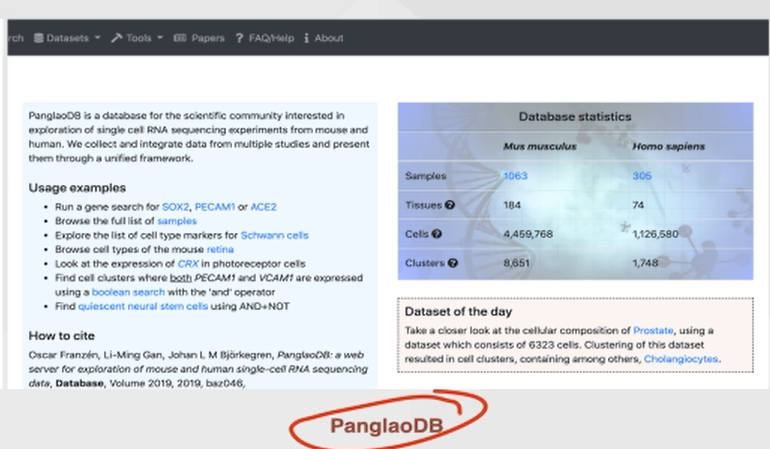 rch Datasets Tools Papers ? FAQ/Help i About
PanglaoDB is a database for the scientific community interested in
exploration of single cell RNA sequencing experiments from mouse and
human. We collect and integrate data from multiple studies and present
them through a unified framework.
Usage examples
• Run a gene search for SOX2, PECAM1 or ACE2
• Browse the full list of samples
• Explore the list of cell type markers for Schwann cells
• Browse cell types of the mouse retina
• Look at the expression of CRX in photoreceptor cells
• Find cell clusters where both PECAM1 and VCAM1 are expressed
using a boolean search with the 'and' operator
• Find quiescent neural stem cells using AND+NOT
How to cite
Oscar Franzén, Li-Ming Gan, Johan L M Björkegren, PanglaoDB: a web
server for exploration of mouse and human single-cell RNA sequencing
data, Database, Volume 2019, 2019, baz046,
Database statistics
Mus musculus Homo sapiens
Samples 1063 305
Tissues ? 184 74
Cells ? 4,459,768 1,126,580
Clusters ? 8,651 1,748
Dataset of the day
Take a closer look at the cellular composition of Prostate, using a
dataset which consists of 6323 cells. Clustering of this dataset
resulted in cell clusters, containing among others, Cholangiocytes.
PanglaoDB